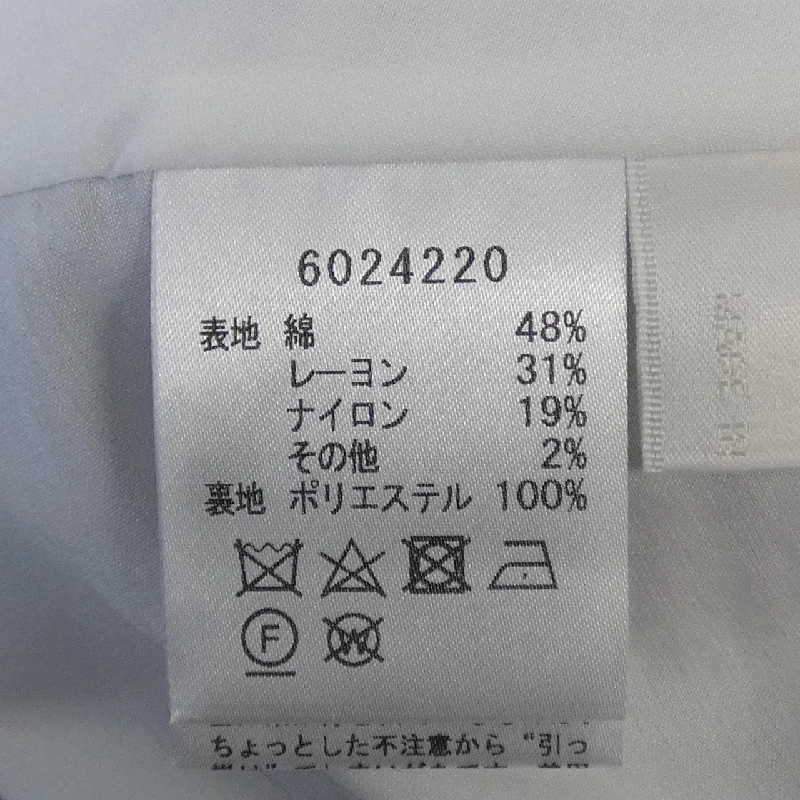 6024220
表地 綿 48%
レーヨン 31%
ナイロン 19%
その他 2%
裏地 ポリエステル 100%
F
W
ちょっとした不注意から“引っ